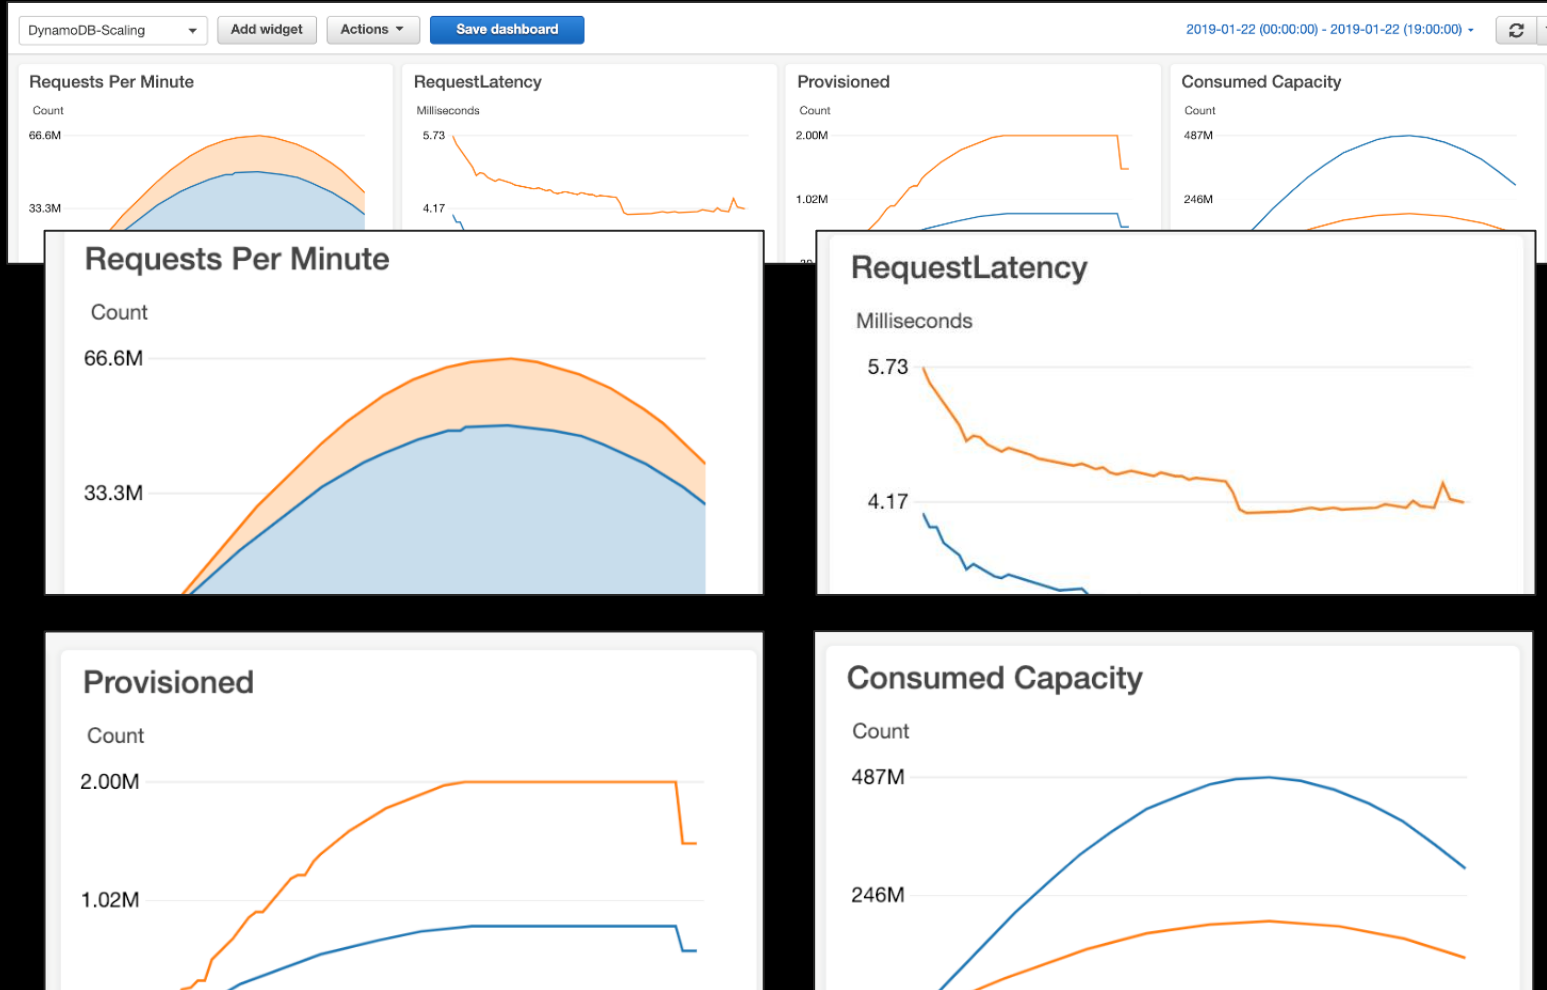 DynamoDB-Scaling
Add widget
Actions
Save dashboard
2019-01-22 (00:00:00) - 2019-01-22 (19:00:00)
Requests Per Minute
Count
66.6M
33.3M
RequestLatency
Milliseconds
5.73
4.17
Provisioned
Count
2.00M
1.02M
Consumed Capacity
Count
487M
246M
Requests Per Minute
Count
66.6M
33.3M
RequestLatency
Milliseconds
5.73
4.17
Provisioned
Count
2.00M
1.02M
Consumed Capacity
Count
487M
246M